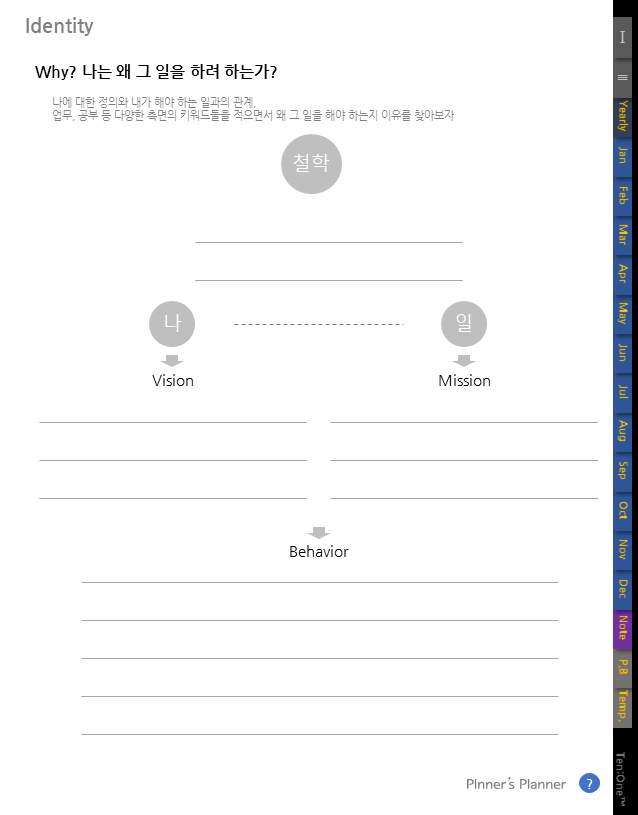 Identity
Why? 나는 왜 그 일을 하려 하는가?
나에 대한 정의와 내가 해야 하는 일과의 관계,
업무, 공부 등 다양한 측면의 키워드들을 적으면서 왜 그 일을 해야 하는지 이유를 찾아보자
철학
나
일
Vision
Mission
Behavior
PInner's Planner
?
I
≡
Yearly
Jan
Feb
Mar
Apr
May
Jun
Jul
Aug
Sep
Oct
Nov
Dec
Note
P.B
Temp.
Ten:One™